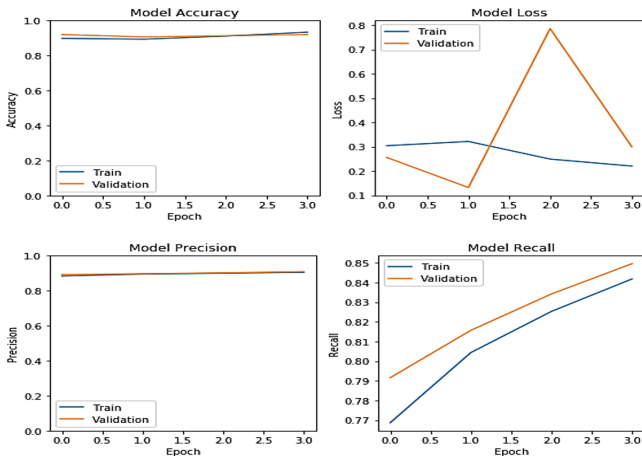 Model Accuracy
1.0
0.8
0.6
0.4
0.2
0.0
Accuracy
Train
Validation
0.0 0.5 1.0 1.5 2.0 2.5 3.0
Epoch
Model Loss
0.8
0.7
0.6
0.5
0.4
0.3
0.2
0.1
Loss
Train
Validation
0.0 0.5 1.0 1.5 2.0 2.5 3.0
Epoch
Model Precision
1.0
0.8
0.6
0.4
0.2
0.0
Precision
Train
Validation
0.0 0.5 1.0 1.5 2.0 2.5 3.0
Epoch
Model Recall
0.85
0.84
0.82
0.81
0.80
0.79
0.78
0.77
Recall
Train
Validation
0.0 0.5 1.0 1.5 2.0 2.5 3.0
Epoch